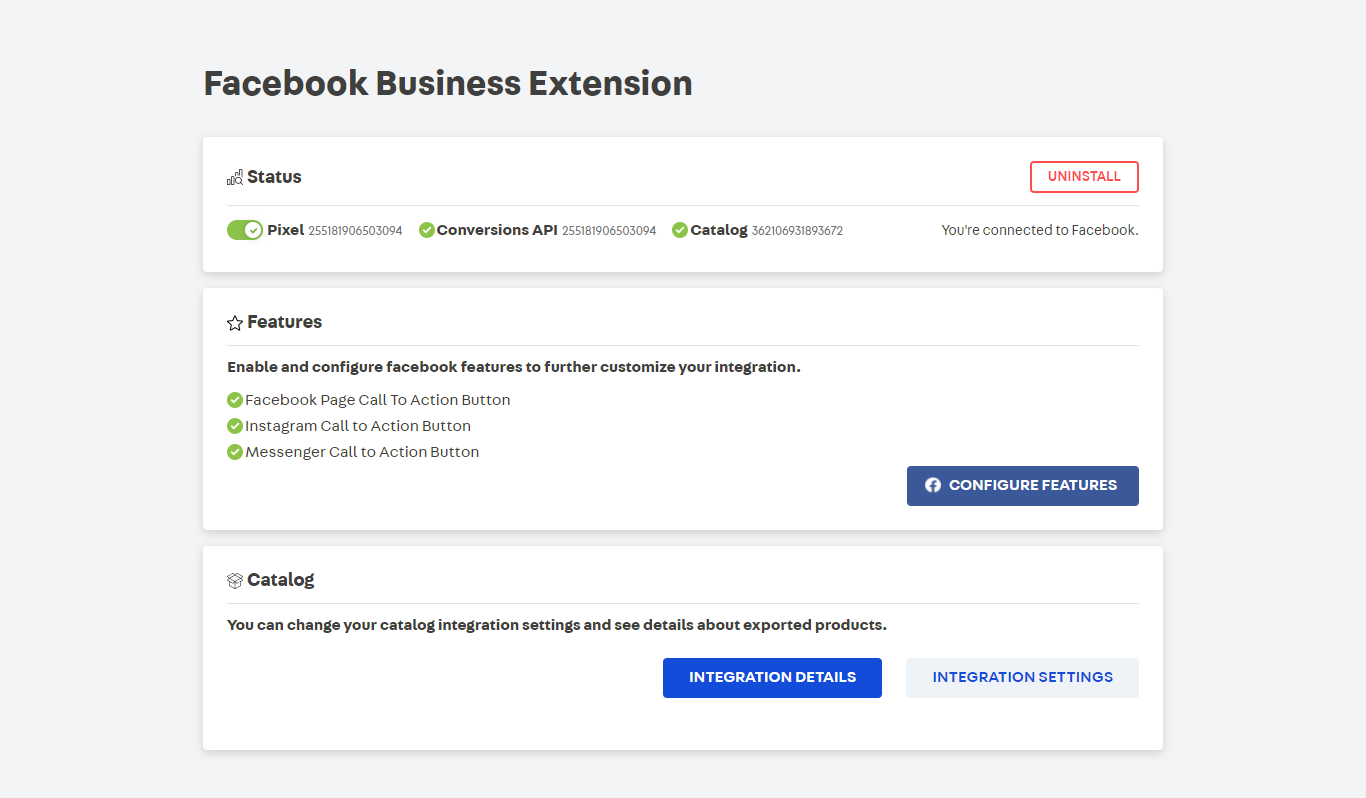 Facebook Business Extension
Status
UNINSTALL
Pixel 255181906503094 Conversions API 255181906503094 Catalog 362106931893672 You're connected to Facebook.
Features
Enable and configure facebook features to further customize your integration.
Facebook Page Call To Action Button
Instagram Call to Action Button
Messenger Call to Action Button
CONFIGURE FEATURES
Catalog
You can change your catalog integration settings and see details about exported products.
INTEGRATION DETAILS INTEGRATION SETTINGS